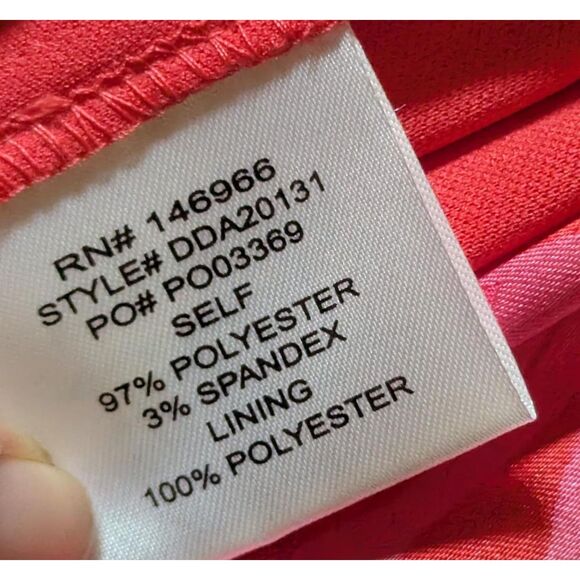 RN# 146966
STYLE# DDA20131
PO# PO03369
SELF
97% POLYESTER
3% SPANDEX
LINING
100% POLYESTER